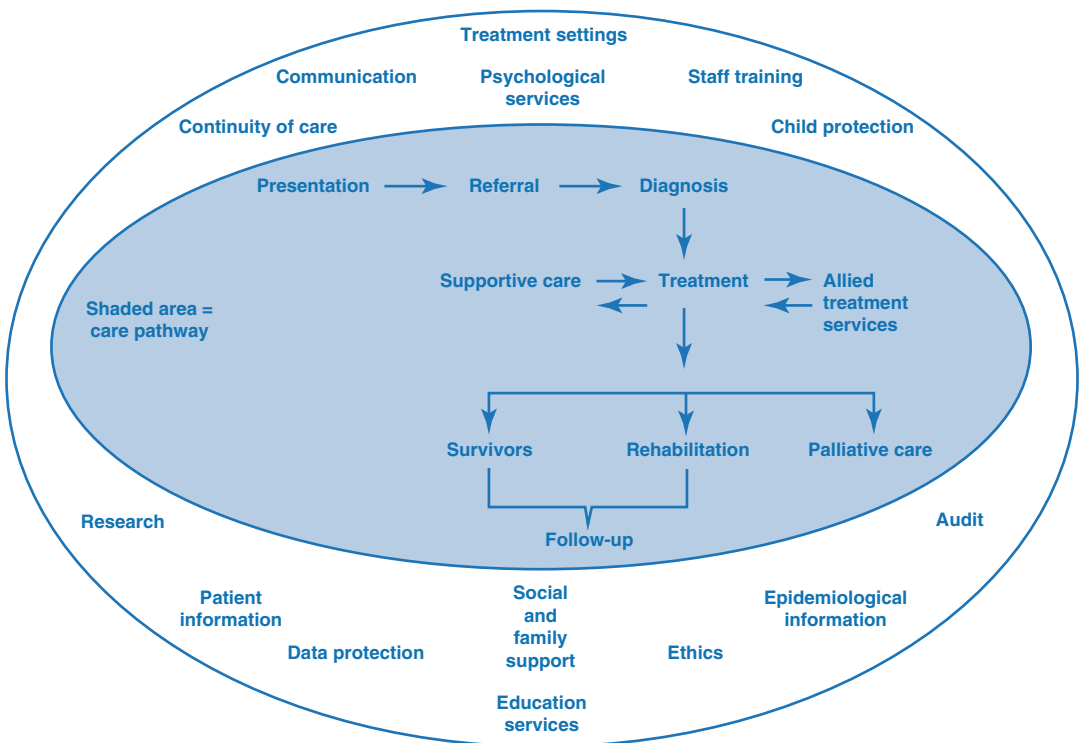 Treatment settings
Communication
Psychological
services
Staff training
Continuity of care
Child protection
Presentation
Referral
Diagnosis
Supportive care
Treatment
Allied
treatment
services
Shaded area =
care pathway
Survivors
Rehabilitation
Palliative care
Follow-up
Research
Audit
Patient
information
Social
and
family
support
Epidemiological
information
Data protection
Ethics
Education
services